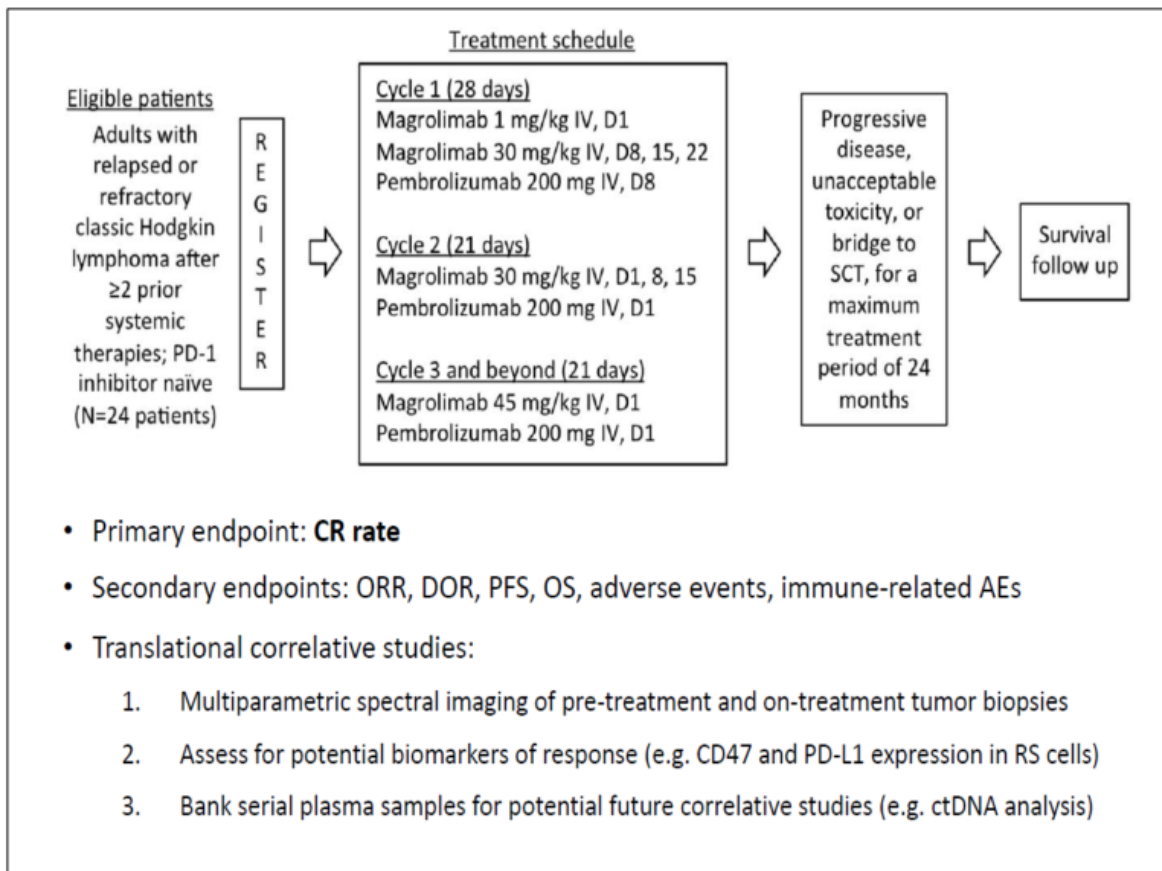 Treatment schedule
Eligible patients
Adults with
relapsed or
refractory
classic Hodgkin
lymphoma after
≥2 prior
systemic
therapies; PD-1
inhibitor naïve
(N=24 patients)
R
E
G
I
S
T
E
R
Cycle 1 (28 days)
Magrolimab 1 mg/kg IV, D1
Magrolimab 30 mg/kg IV, D8, 15, 22
Pembrolizumab 200 mg IV, D8
Cycle 2 (21 days)
Magrolimab 30 mg/kg IV, D1, 8, 15
Pembrolizumab 200 mg IV, D1
Cycle 3 and beyond (21 days)
Magrolimab 45 mg/kg IV, D1
Pembrolizumab 200 mg IV, D1
Progressive
disease,
unacceptable
toxicity, or
bridge to
SCT, for a
maximum
treatment
period of 24
months
Survival
follow up
• Primary endpoint: CR rate
• Secondary endpoints: ORR, DOR, PFS, OS, adverse events, immune-related AEs
• Translational correlative studies:
1. Multiparametric spectral imaging of pre-treatment and on-treatment tumor biopsies
2. Assess for potential biomarkers of response (e.g. CD47 and PD-L1 expression in RS cells)
3. Bank serial plasma samples for potential future correlative studies (e.g. ctDNA analysis)